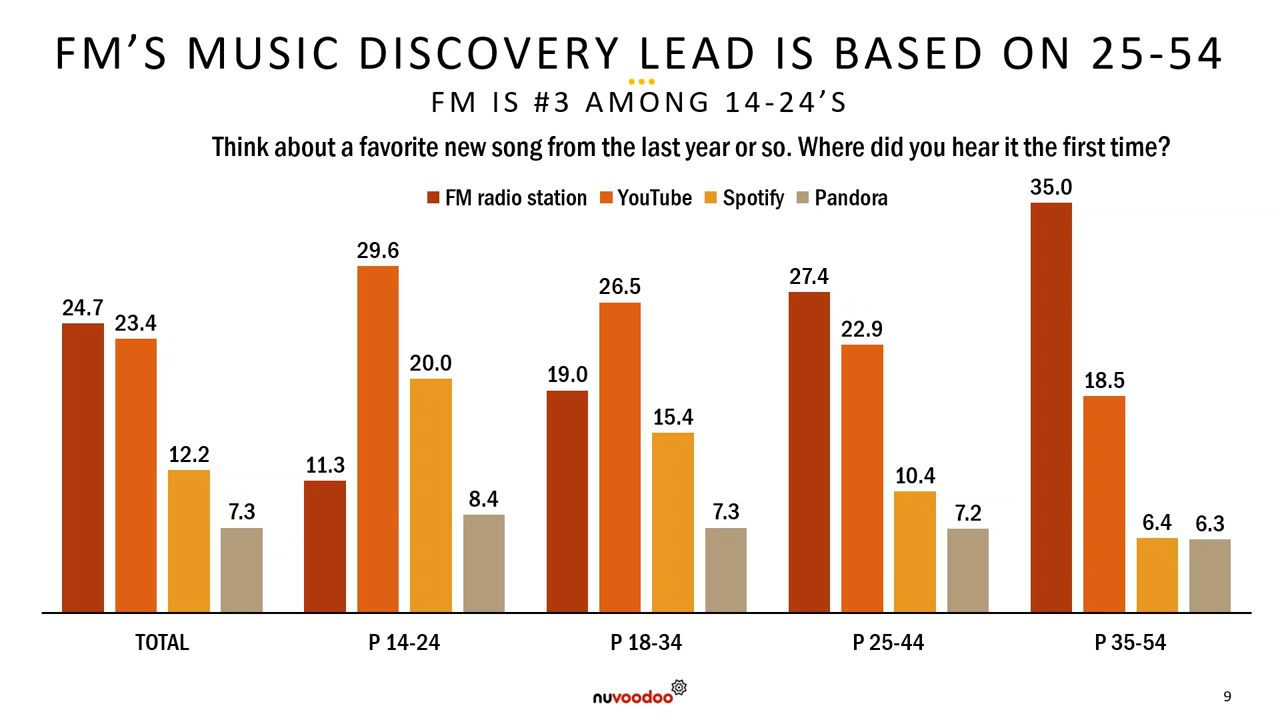 FM’S MUSIC DISCOVERY LEAD IS BASED ON 25-54
FM IS #3 AMONG 14-24’S
Think about a favorite new song from the last year or so. Where did you hear it the first time?
FM radio station YouTube Spotify Pandora
24.7 23.4 12.2 7.3
11.3 29.6 20.0 8.4
19.0 26.5 15.4 7.3
27.4 22.9 10.4 7.2
35.0 18.5 6.4 6.3
TOTAL P 14-24 P 18-34 P 25-44 P 35-54
nuvoodoo
9